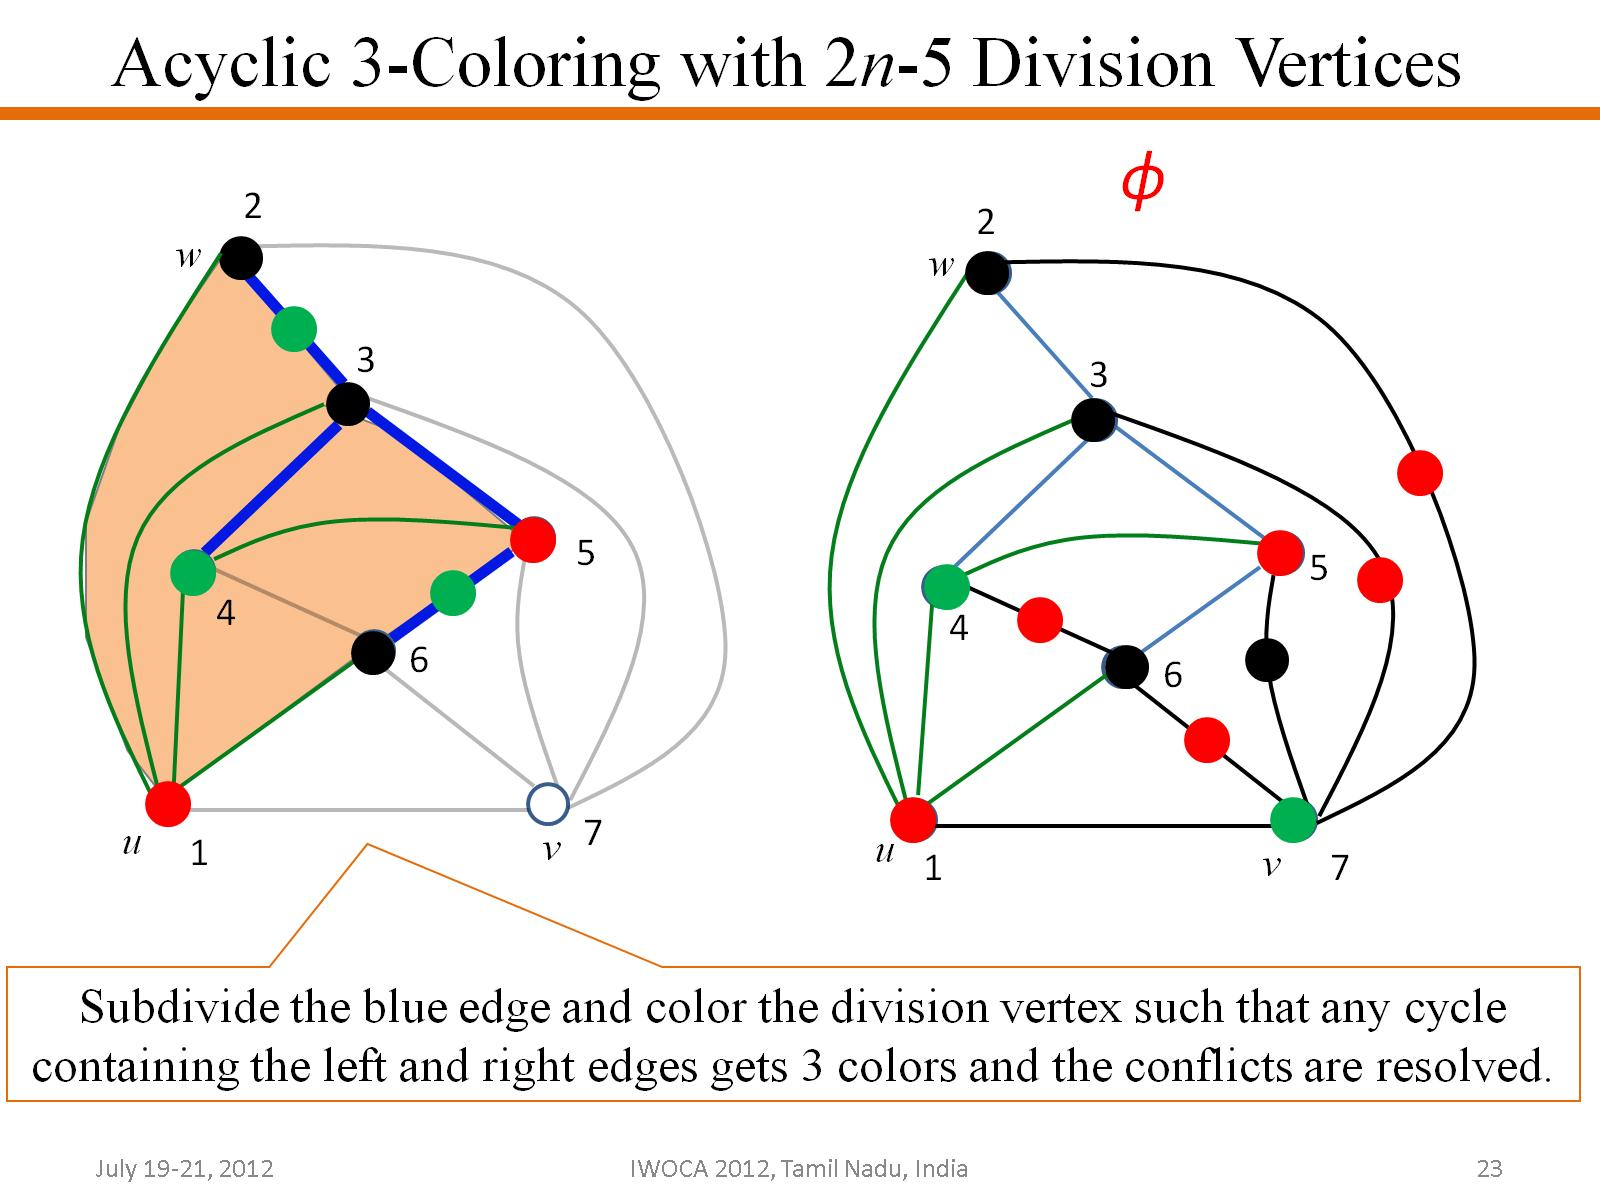 Acyclic 3-Coloring with 2n-5 Division Vertices
ϕ
2
w
3
4
5
6
u
1
v
7
2
w
3
4
5
6
u
1
v
7
Subdivide the blue edge and color the division vertex such that any cycle
containing the left and right edges gets 3 colors and the conflicts are resolved.
July 19-21, 2012
IWOCA 2012, Tamil Nadu, India
23